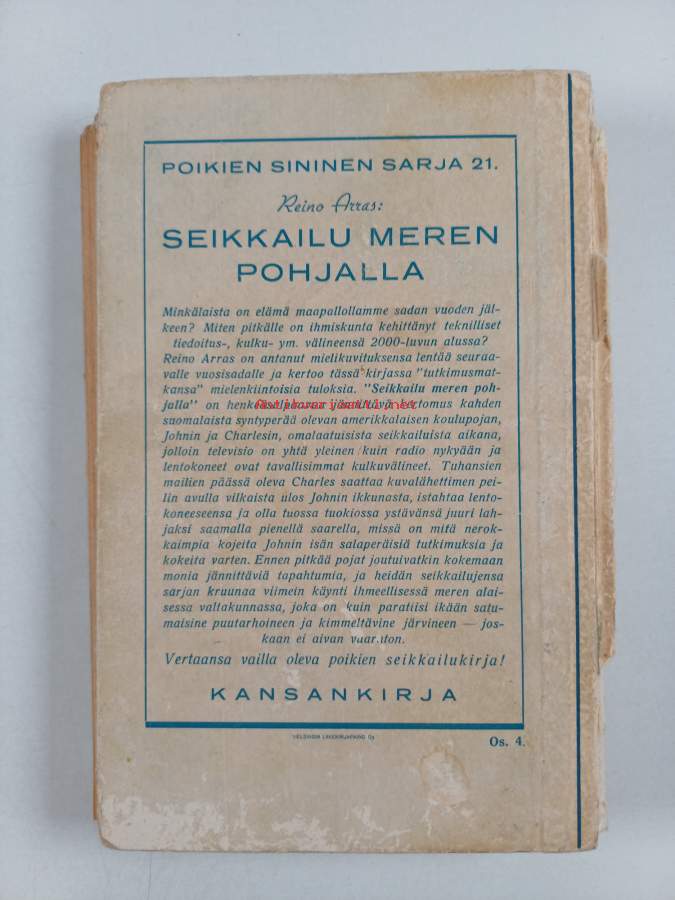 POIKIEN SININEN SARJA 21.
Reino Arras:
SEIKKAILU MEREN
POHJALLA
Minkälaista on elämä maapallollamme sadan vuoden jäl-
keen? Miten pitkälle on ihmiskunta kehittänyt teknilliset
tiedoitus-, kulku- ym. välineensä 2000-luvun alussa?
Reino Arras on antanut mielikuvituksensa lentää seuraa-
valle vuosisadalle ja kertoo tässä kirjassa "tutkimusmat-
kansa" mielenkiintoisia tuloksia. "Seikkailu meren poh-
jalla" on henkeäsalpaavan jännittävä kertomus kahden
suomalaista syntyperää olevan amerikkalaisen koulupojan,
Johnin ja Charlesin, omalaatuisista seikkailuista aikana,
jolloin televisio on yhtä yleinen kuin radio nykyään ja
lentokoneet ovat tavallisimmat kulkuvälineet. Tuhansien
mailien päässä oleva Charles saattaa kuvalähettimen pei-
lin avulla vilkaista ulos Johnin ikkunasta, istahtaa lento-
koneeseensa ja olla tuossa tuokiossa ystävänsä juuri lah-
jaksi saamalla pienellä saarella, missä on mitä nerok-
kaimpia kojeita Johnin isän salaperäisiä tutkimuksia ja
kokeita varten. Ennen pitkää pojat joutuivatkin kokemaan
monia jännittäviä tapahtumia, ja heidän seikkailujensa
sarjan kruunaa viimein käynti ihmeellisessä meren alai-
sessa valtakunnassa, joka on kuin paratiisi ikään satu-
maisine puutarhoineen ja kimmeltävine järvineen — jos-
kaan ei aivan vaaraton.
Vertaansa vailla oleva poikien seikkailukirja!
KANSANKIRJA
Os. 4.